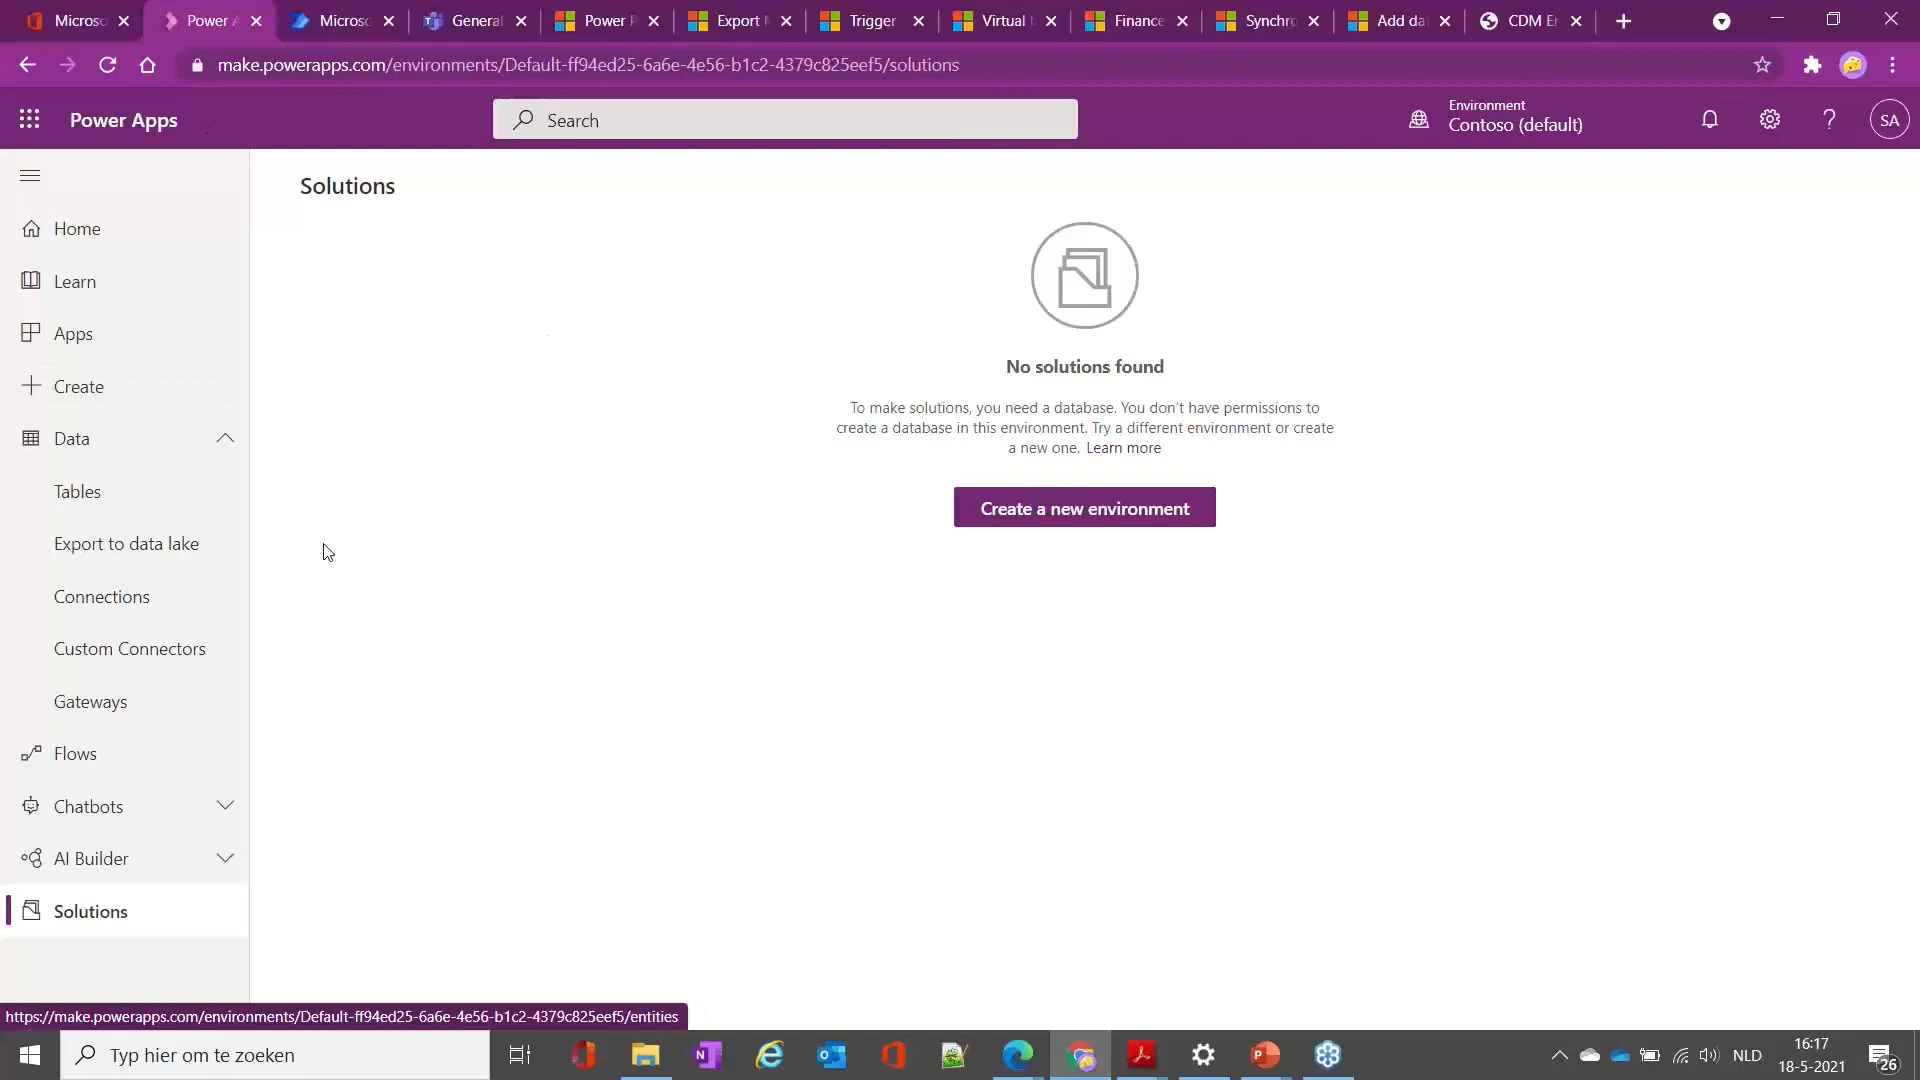 Microso
Power A
Microso
General
Power P
Export M
Trigger
Virtual t
Finance
Synchro
Add da
CDM En
make.powerapps.com/environments/Default-ff94ed25-6a6e-4e56-b1c2-4379c825eef5/solutions
Power Apps
Search
Environment
Contoso (default)
SA
Solutions
Home
Learn
Apps
Create
Data
Tables
Export to data lake
Connections
Custom Connectors
Gateways
Flows
Chatbots
AI Builder
Solutions
No solutions found
To make solutions, you need a database. You don't have permissions to
create a database in this environment. Try a different environment or create
a new one. Learn more
Create a new environment
https://make.powerapps.com/environments/Default-ff94ed25-6a6e-4e56-b1c2-4379c825eef5/entities
Typ hier om te zoeken
NLD
16:17
18-5-2021
26